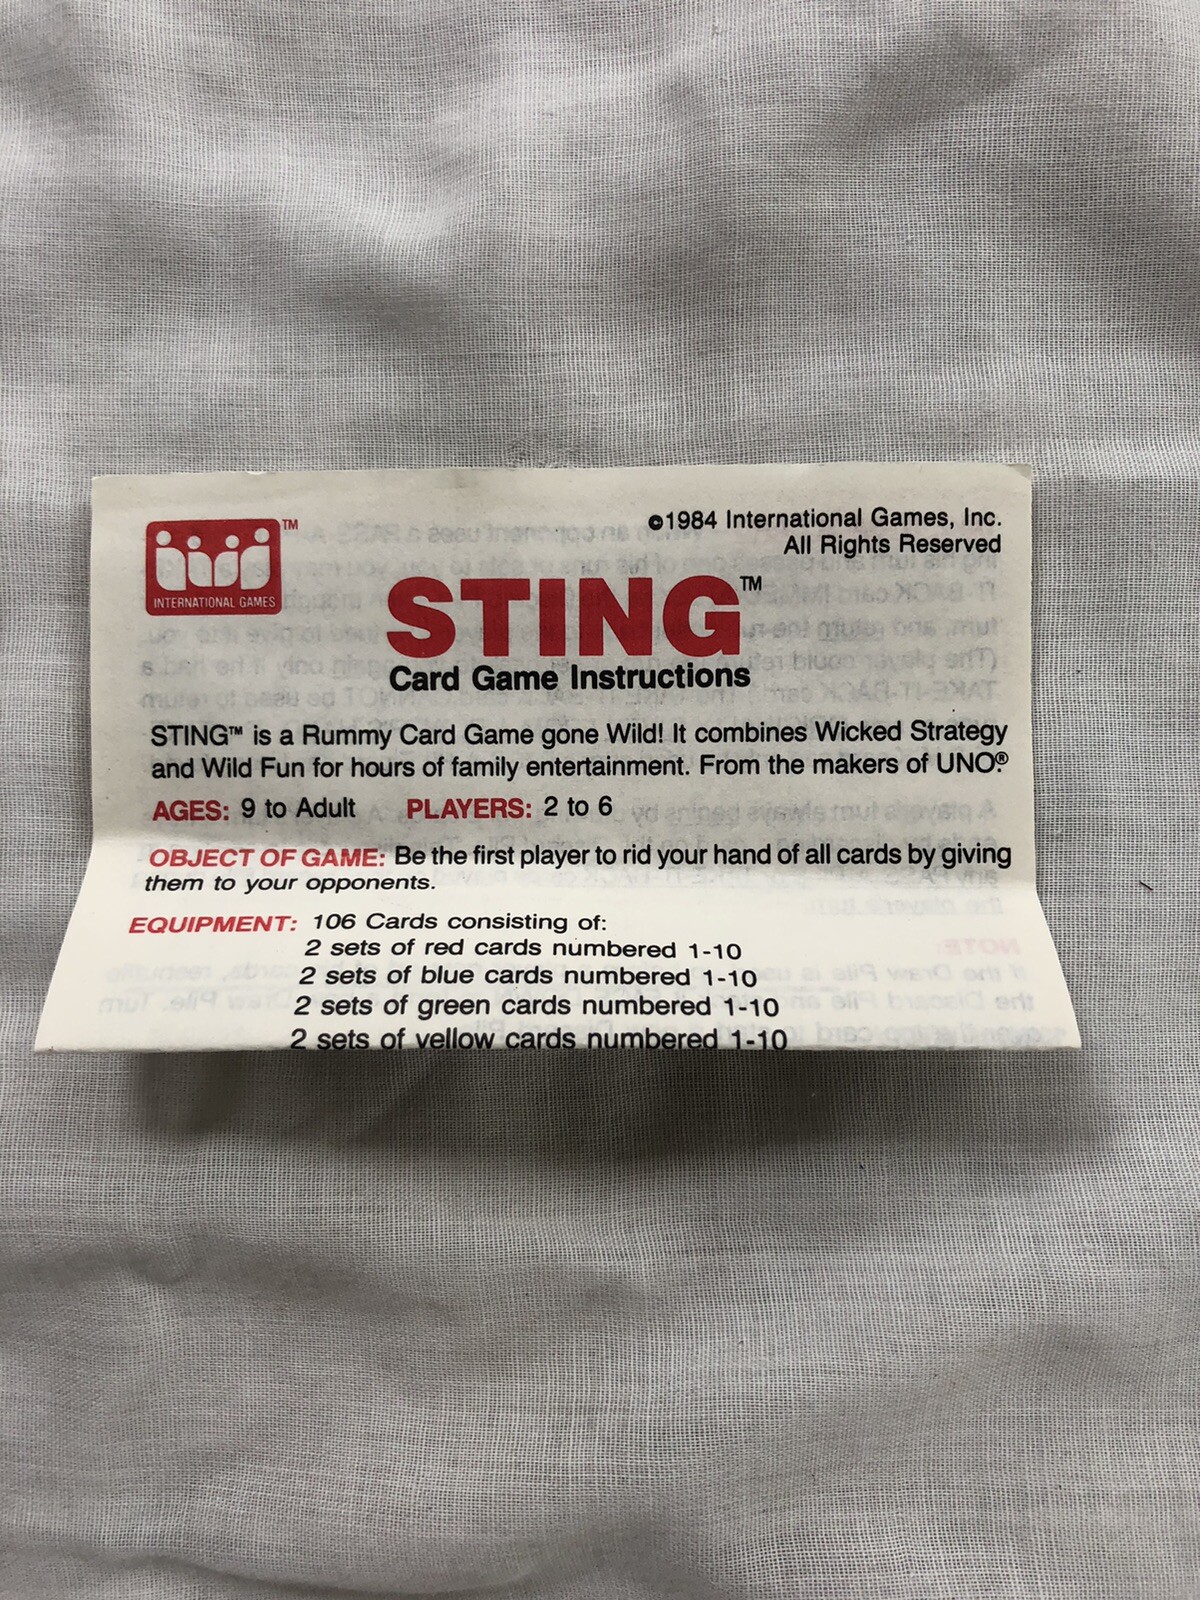 TM
INTERNATIONAL GAMES
©1984 International Games, Inc.
All Rights Reserved
STING™
Card Game Instructions
STING™ is a Rummy Card Game gone Wild! It combines Wicked Strategy
and Wild Fun for hours of family entertainment. From the makers of UNO®.
AGES: 9 to Adult PLAYERS: 2 to 6
OBJECT OF GAME: Be the first player to rid your hand of all cards by giving
them to your opponents.
EQUIPMENT: 106 Cards consisting of:
2 sets of red cards numbered 1-10
2 sets of blue cards numbered 1-10
2 sets of green cards numbered 1-10
2 sets of yellow cards numbered 1-10